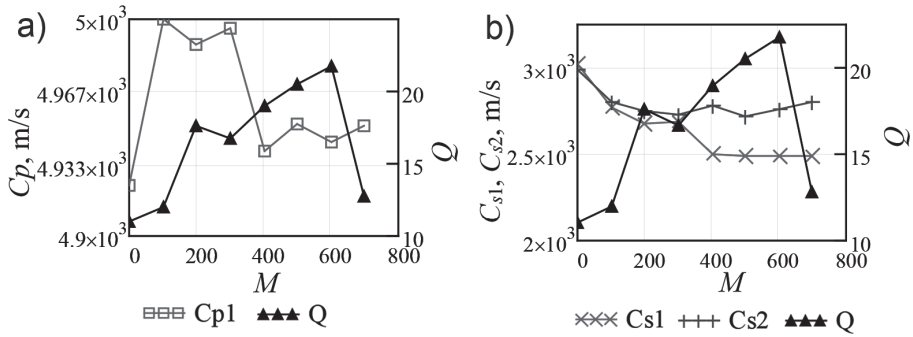 a)
5×10³
4.967×10³
4.933×10³
4.9×10³
Cp, m/s
20
15
10
Q
0 200 400 600 800
M
Cp1 Q
b)
3×10³
2.5×10³
2×10³
Cs1, Cs2, m/s
20
15
10
Q
0 200 400 600 800
M
Cs1 Cs2 Q